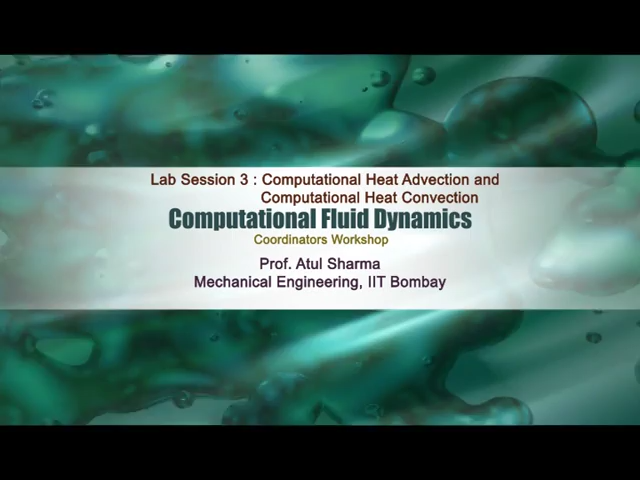 Lab Session 3 : Computational Heat Advection and
Computational Heat Convection
Computational Fluid Dynamics
Coordinators Workshop
Prof. Atul Sharma
Mechanical Engineering, IIT Bombay